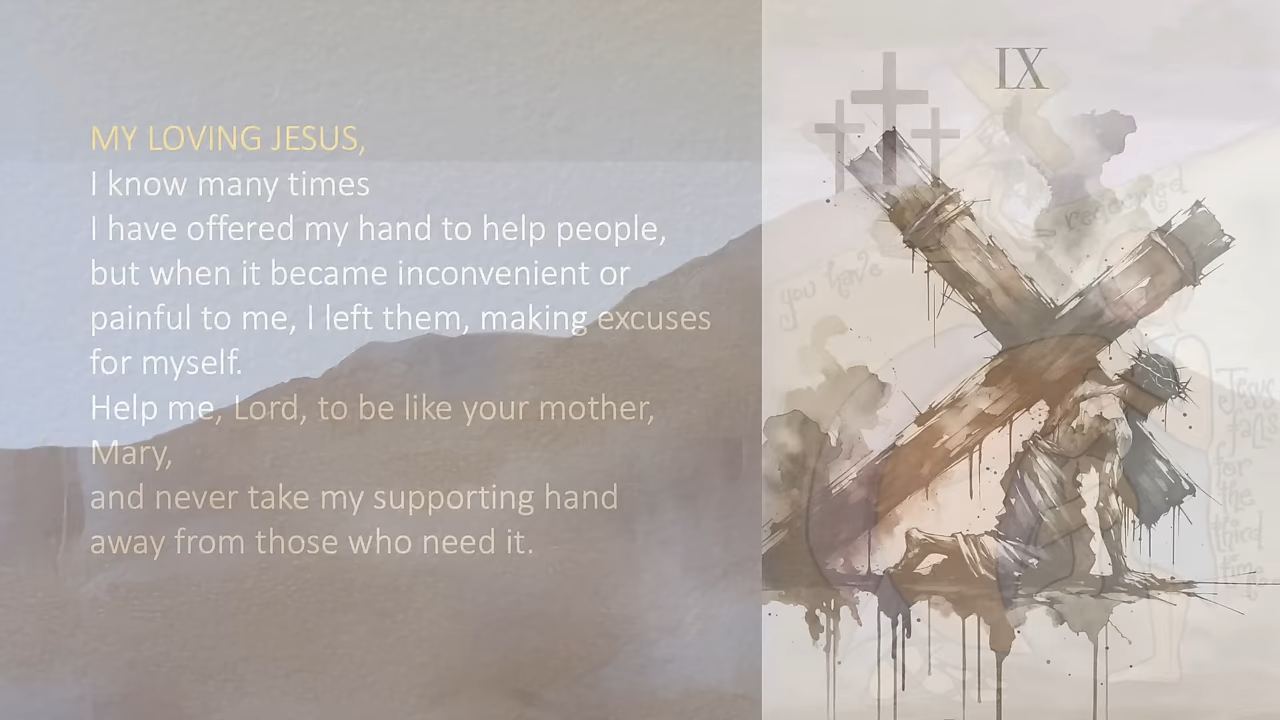 MY LOVING JESUS,
I know many times
I have offered my hand to help people,
but when it became inconvenient or
painful to me, I left them, making excuses
for myself.
Help me, Lord, to be like your mother,
Mary,
and never take my supporting hand
away from those who need it.
IX
you have
redeemed
Jesus
falls
for
the
third
time